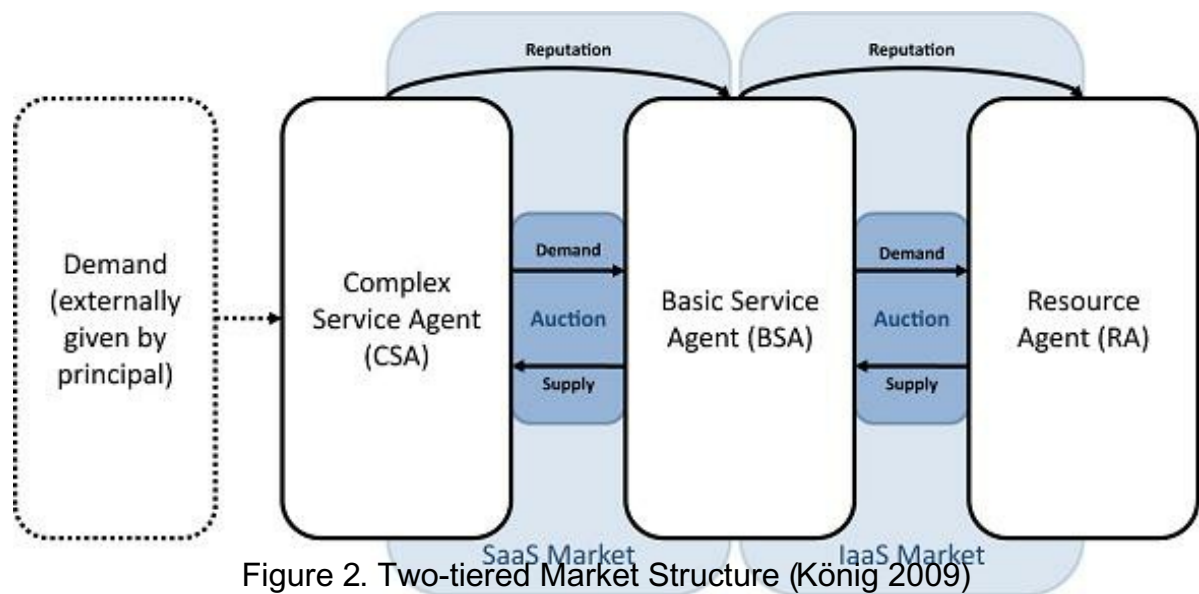 Reputation
Reputation
Demand
(externally
given by
principal)
Complex
Service Agent
(CSA)
Demand
Auction
Supply
Basic Service
Agent (BSA)
Demand
Auction
Supply
Resource
Agent (RA)
SaaS Market
IaaS Market
Figure 2. Two-tiered Market Structure (König 2009)